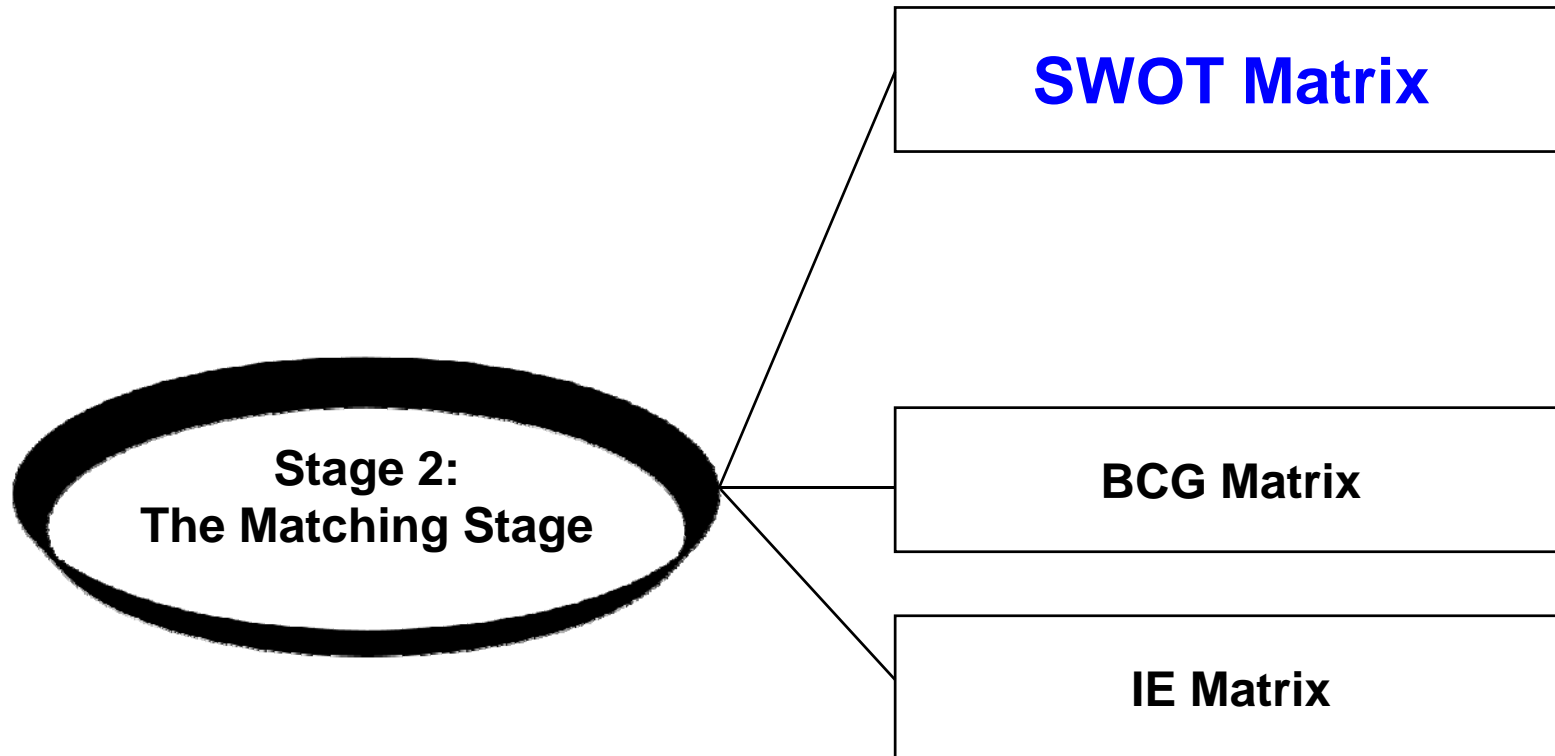 SWOT Matrix
Stage 2:
The Matching Stage
BCG Matrix
IE Matrix